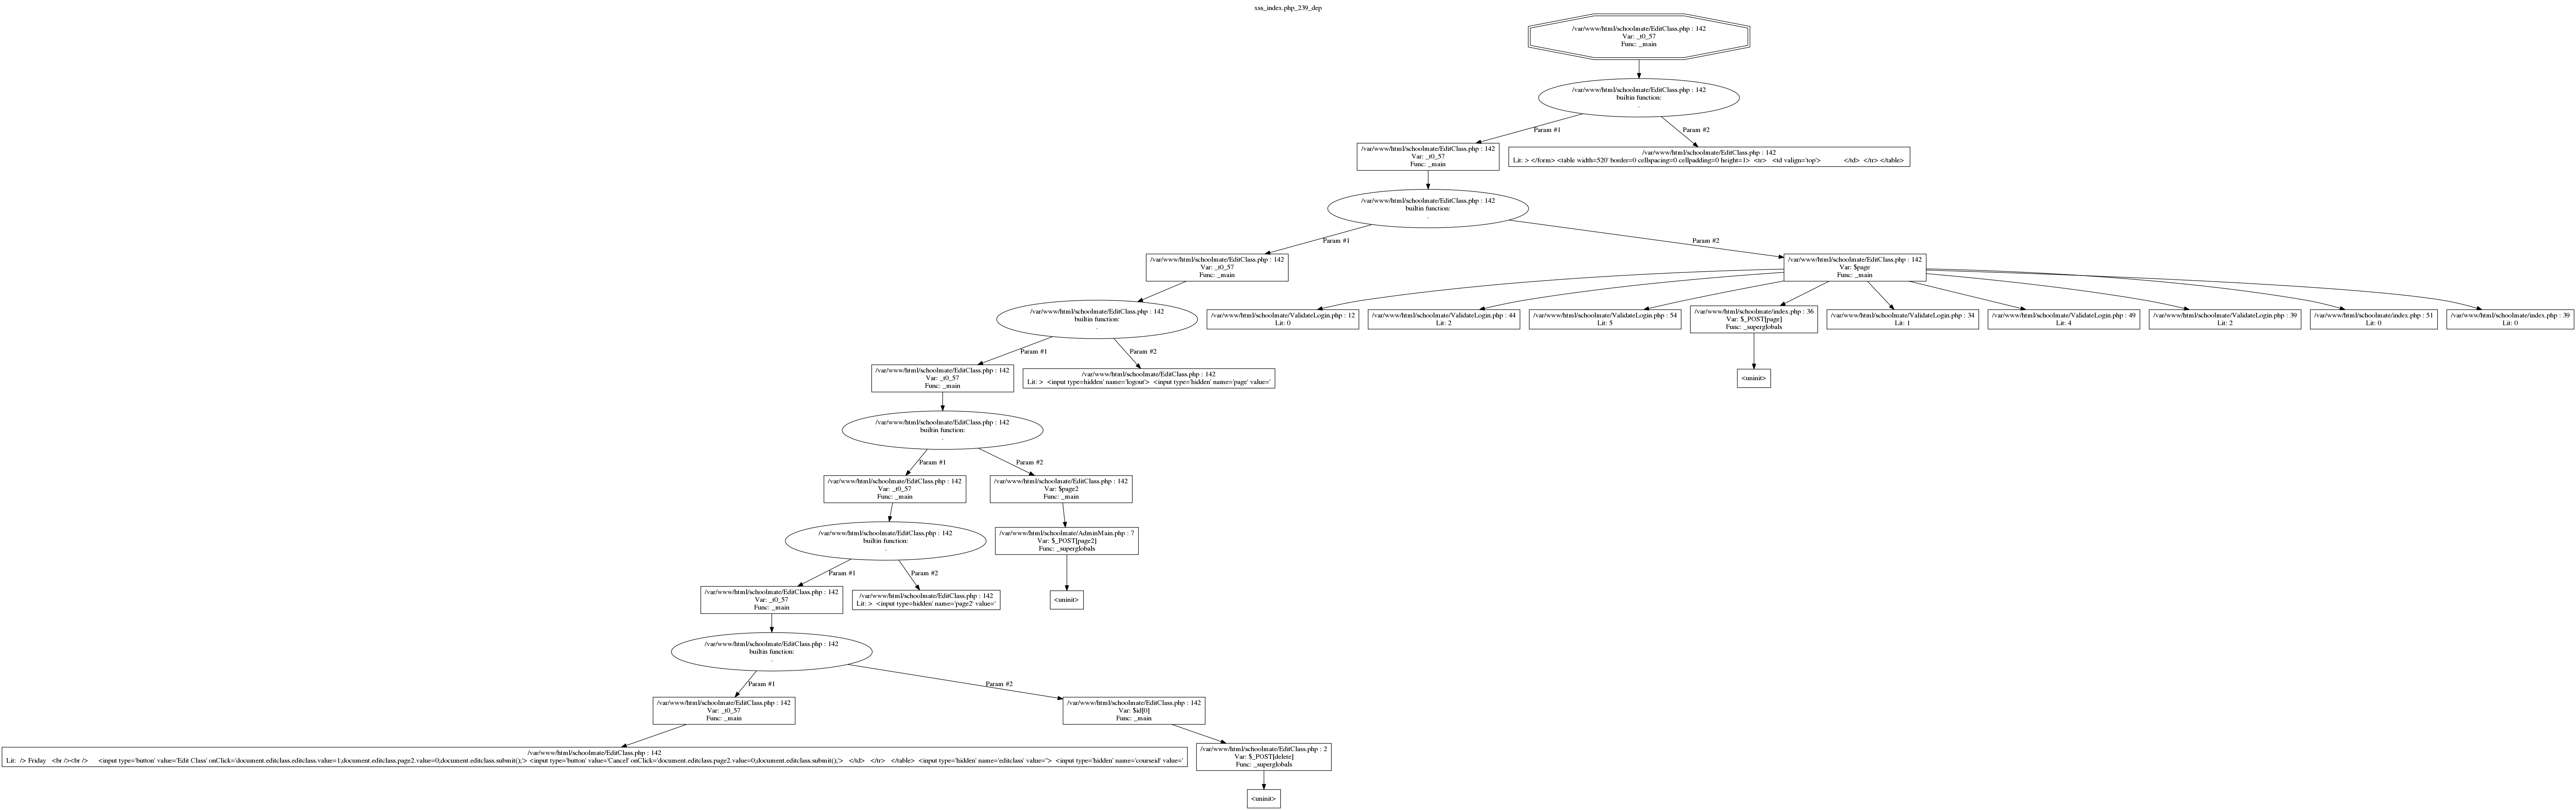 xss_index.php_239_dep
/var/www/html/schoolmate/EditClass.php : 142
Var: _t0_57
Func: _main
/var/www/html/schoolmate/EditClass.php : 142
builtin function:
.
Param #1
Param #2
/var/www/html/schoolmate/EditClass.php : 142
Var: _t0_57
Func: _main
/var/www/html/schoolmate/EditClass.php : 142
Lit: > </form> <table width=520' border=0 cellspacing=0 cellpadding=0 height=1> <tr> <td valign='top'> </td> </tr> </table>
/var/www/html/schoolmate/EditClass.php : 142
builtin function:
.
Param #1
Param #2
/var/www/html/schoolmate/EditClass.php : 142
Var: _t0_57
Func: _main
/var/www/html/schoolmate/EditClass.php : 142
Var: $page
Func: _main
/var/www/html/schoolmate/EditClass.php : 142
builtin function:
.
/var/www/html/schoolmate/ValidateLogin.php : 12
Lit: 0
/var/www/html/schoolmate/ValidateLogin.php : 44
Lit: 2
/var/www/html/schoolmate/ValidateLogin.php : 54
Lit: 5
/var/www/html/schoolmate/index.php : 36
Var: $_POST[page]
Func: _superglobals
/var/www/html/schoolmate/ValidateLogin.php : 34
Lit: 1
/var/www/html/schoolmate/ValidateLogin.php : 49
Lit: 4
/var/www/html/schoolmate/ValidateLogin.php : 39
Lit: 2
/var/www/html/schoolmate/index.php : 51
Lit: 0
/var/www/html/schoolmate/index.php : 39
Lit: 0
Param #1
Param #2
/var/www/html/schoolmate/EditClass.php : 142
Var: _t0_57
Func: _main
/var/www/html/schoolmate/EditClass.php : 142
Lit: > <input type=hidden' name='logout'> <input type='hidden' name='page' value='
<uninit>
/var/www/html/schoolmate/EditClass.php : 142
builtin function:
.
Param #1
Param #2
/var/www/html/schoolmate/EditClass.php : 142
Var: _t0_57
Func: _main
/var/www/html/schoolmate/EditClass.php : 142
Var: $page2
Func: _main
/var/www/html/schoolmate/EditClass.php : 142
builtin function:
.
/var/www/html/schoolmate/AdminMain.php : 7
Var: $_POST[page2]
Func: _superglobals
Param #1
Param #2
/var/www/html/schoolmate/EditClass.php : 142
Var: _t0_57
Func: _main
/var/www/html/schoolmate/EditClass.php : 142
Lit: > <input type=hidden' name='page2' value='
<uninit>
/var/www/html/schoolmate/EditClass.php : 142
builtin function:
.
Param #1
Param #2
/var/www/html/schoolmate/EditClass.php : 142
Var: _t0_57
Func: _main
/var/www/html/schoolmate/EditClass.php : 142
Var: $id[0]
Func: _main
/var/www/html/schoolmate/EditClass.php : 142
Lit: /> Friday <br /><br /> <input type='button' value='Edit Class' onClick='document.editclass.editclass.value=1;document.editclass.page2.value=0;document.editclass.submit();'> <input type='button' value='Cancel' onClick='document.editclass.page2.value=0;document.editclass.submit();'> </td> </tr> </table> <input type='hidden' name='editclass' value=''> <input type='hidden' name='courseid' value='
/var/www/html/schoolmate/EditClass.php : 2
Var: $_POST[delete]
Func: _superglobals
<uninit>